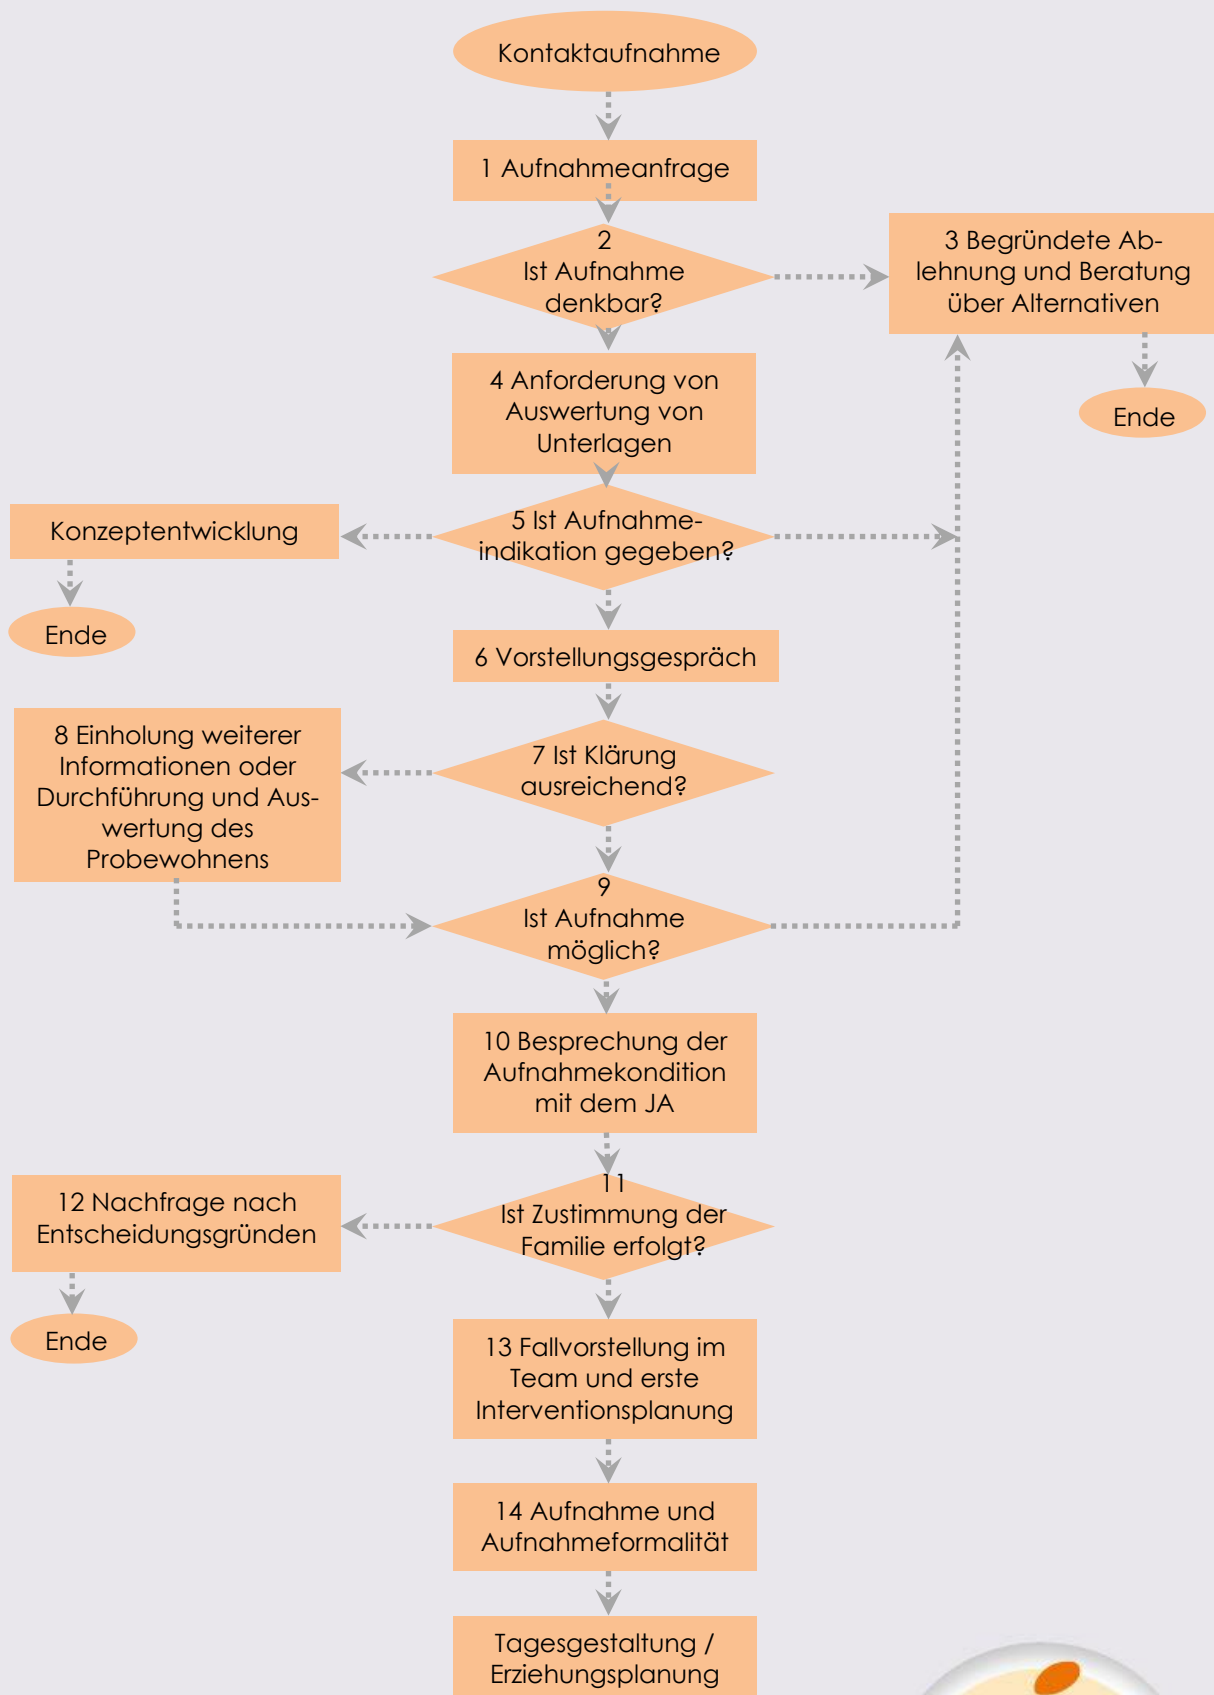 Kontaktaufnahme
1 Aufnahmeanfrage
2
Ist Aufnahme
denkbar?
3 Begründete Ab-
lehnung und Beratung
über Alternativen
4 Anforderung von
Auswertung von
Unterlagen
Ende
5 Ist Aufnahme-
indikation gegeben?
Konzeptentwicklung
Ende
6 Vorstellungsgespräch
7 Ist Klärung
ausreichend?
8 Einholung weiterer
Informationen oder
Durchführung und Aus-
wertung des
Probewohnens
9
Ist Aufnahme
möglich?
10 Besprechung der
Aufnahmekondition
mit dem JA
11
Ist Zustimmung der
Familie erfolgt?
12 Nachfrage nach
Entscheidungsgründen
Ende
13 Fallvorstellung im
Team und erste
Interventionsplanung
14 Aufnahme und
Aufnahmeformalität
Tagesgestaltung /
Erziehungsplanung